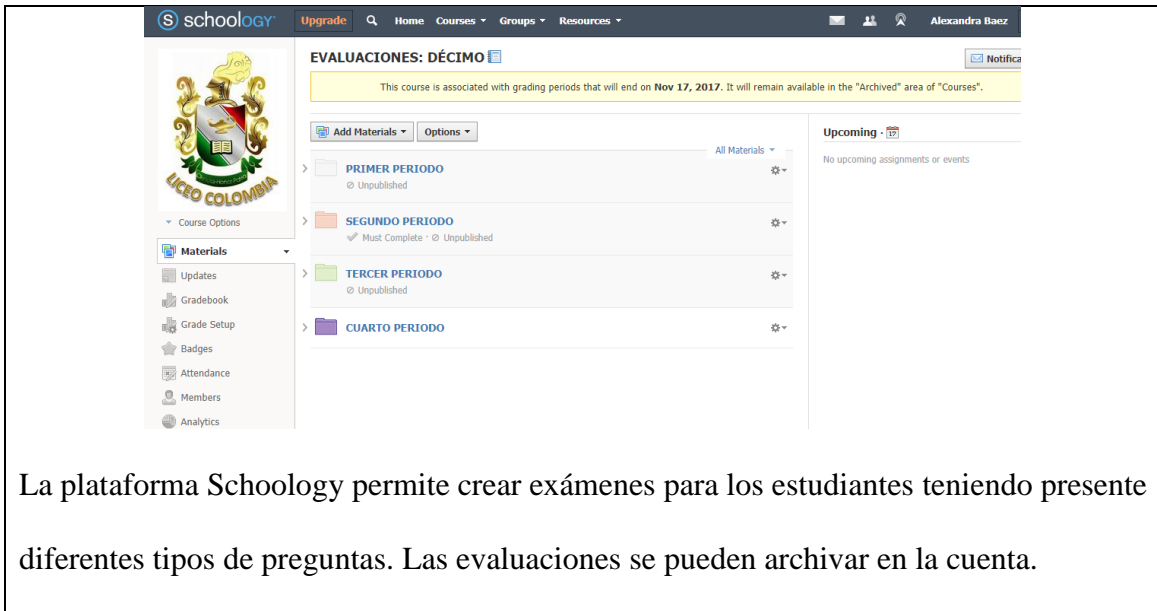 S schoology
Upgrade Home Courses Groups Resources Alexandra Baez
EVALUACIONES: DÉCIMO
Notifica
This course is associated with grading periods that will end on Nov 17, 2017. It will remain available in the "Archived" area of "Courses".
Add Materials Options
All Materials
Upcoming ·
No upcoming assignments or events
PRIMER PERIODO
Unpublished
SEGUNDO PERIODO
Must Complete · Unpublished
TERCER PERIODO
Unpublished
CUARTO PERIODO
LICEO COLOMBIA
Course Options
Materials
Updates
Gradebook
Grade Setup
Badges
Attendance
Members
Analytics
La plataforma Schoology permite crear exámenes para los estudiantes teniendo presente
diferentes tipos de preguntas. Las evaluaciones se pueden archivar en la cuenta.